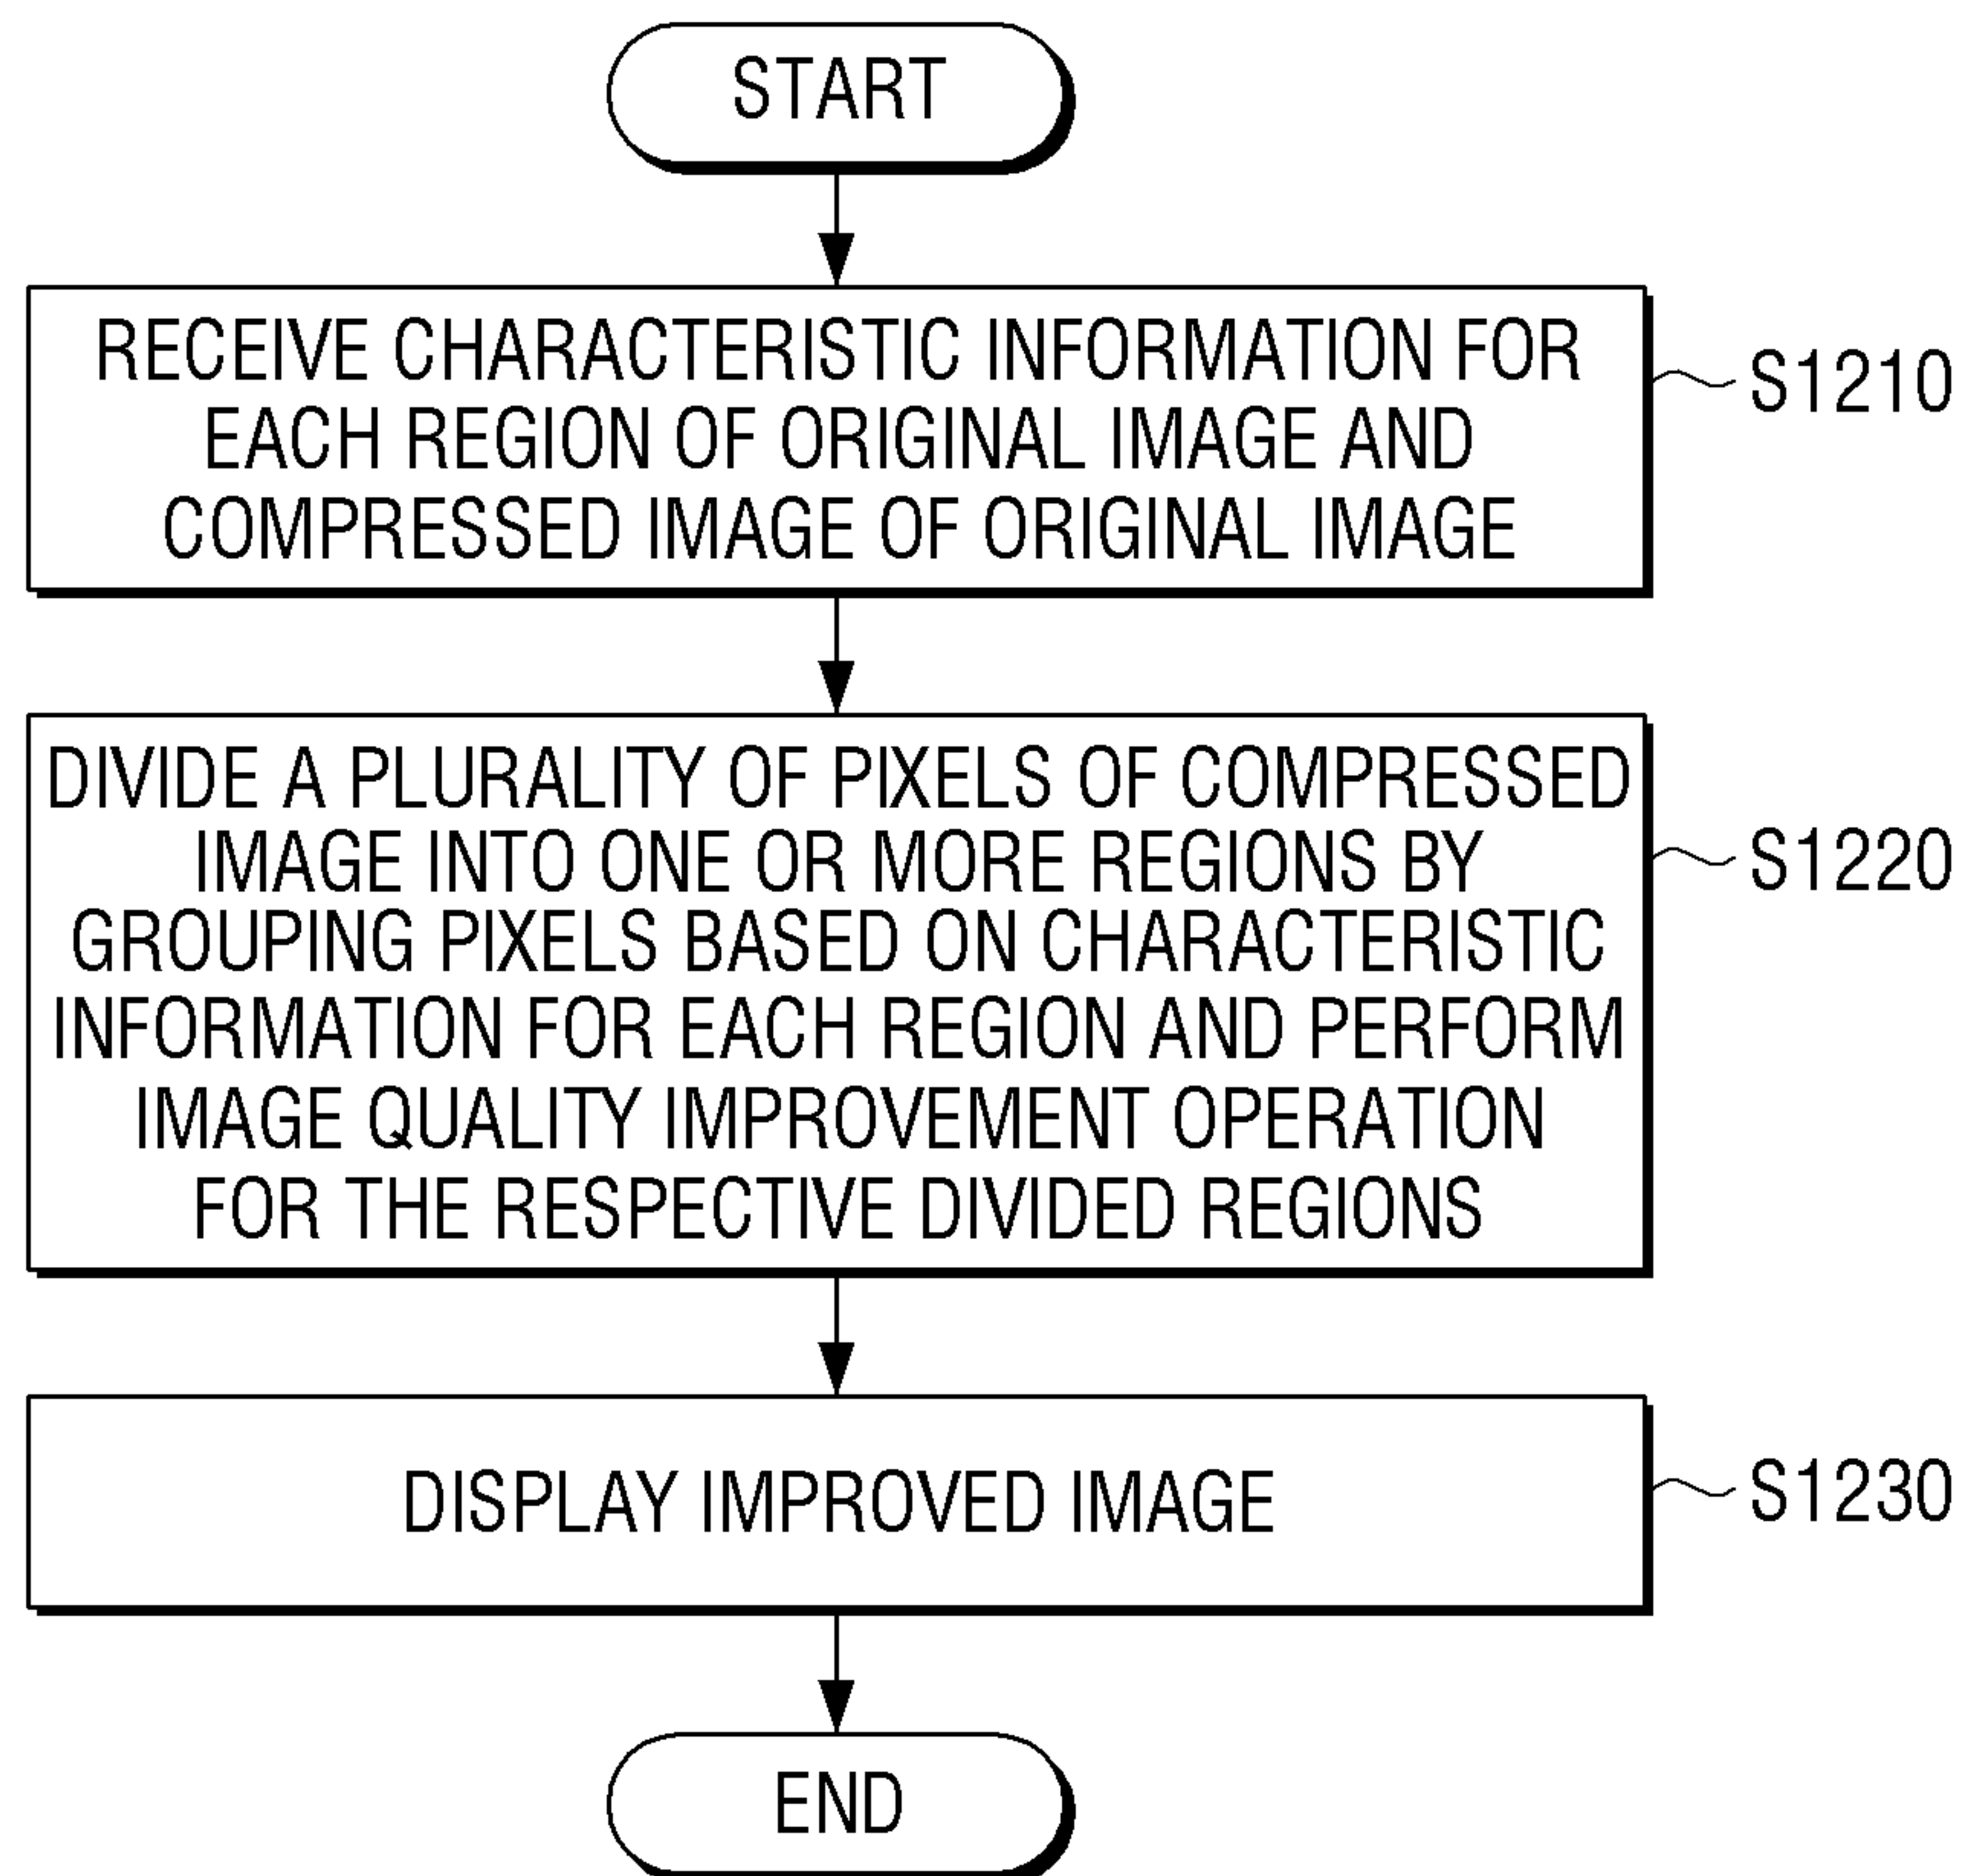 START
RECEIVE CHARACTERISTIC INFORMATION FOR
EACH REGION OF ORIGINAL IMAGE AND
COMPRESSED IMAGE OF ORIGINAL IMAGE
S1210
DIVIDE A PLURALITY OF PIXELS OF COMPRESSED
IMAGE INTO ONE OR MORE REGIONS BY
GROUPING PIXELS BASED ON CHARACTERISTIC
INFORMATION FOR EACH REGION AND PERFORM
IMAGE QUALITY IMPROVEMENT OPERATION
FOR THE RESPECTIVE DIVIDED REGIONS
S1220
DISPLAY IMPROVED IMAGE
S1230
END